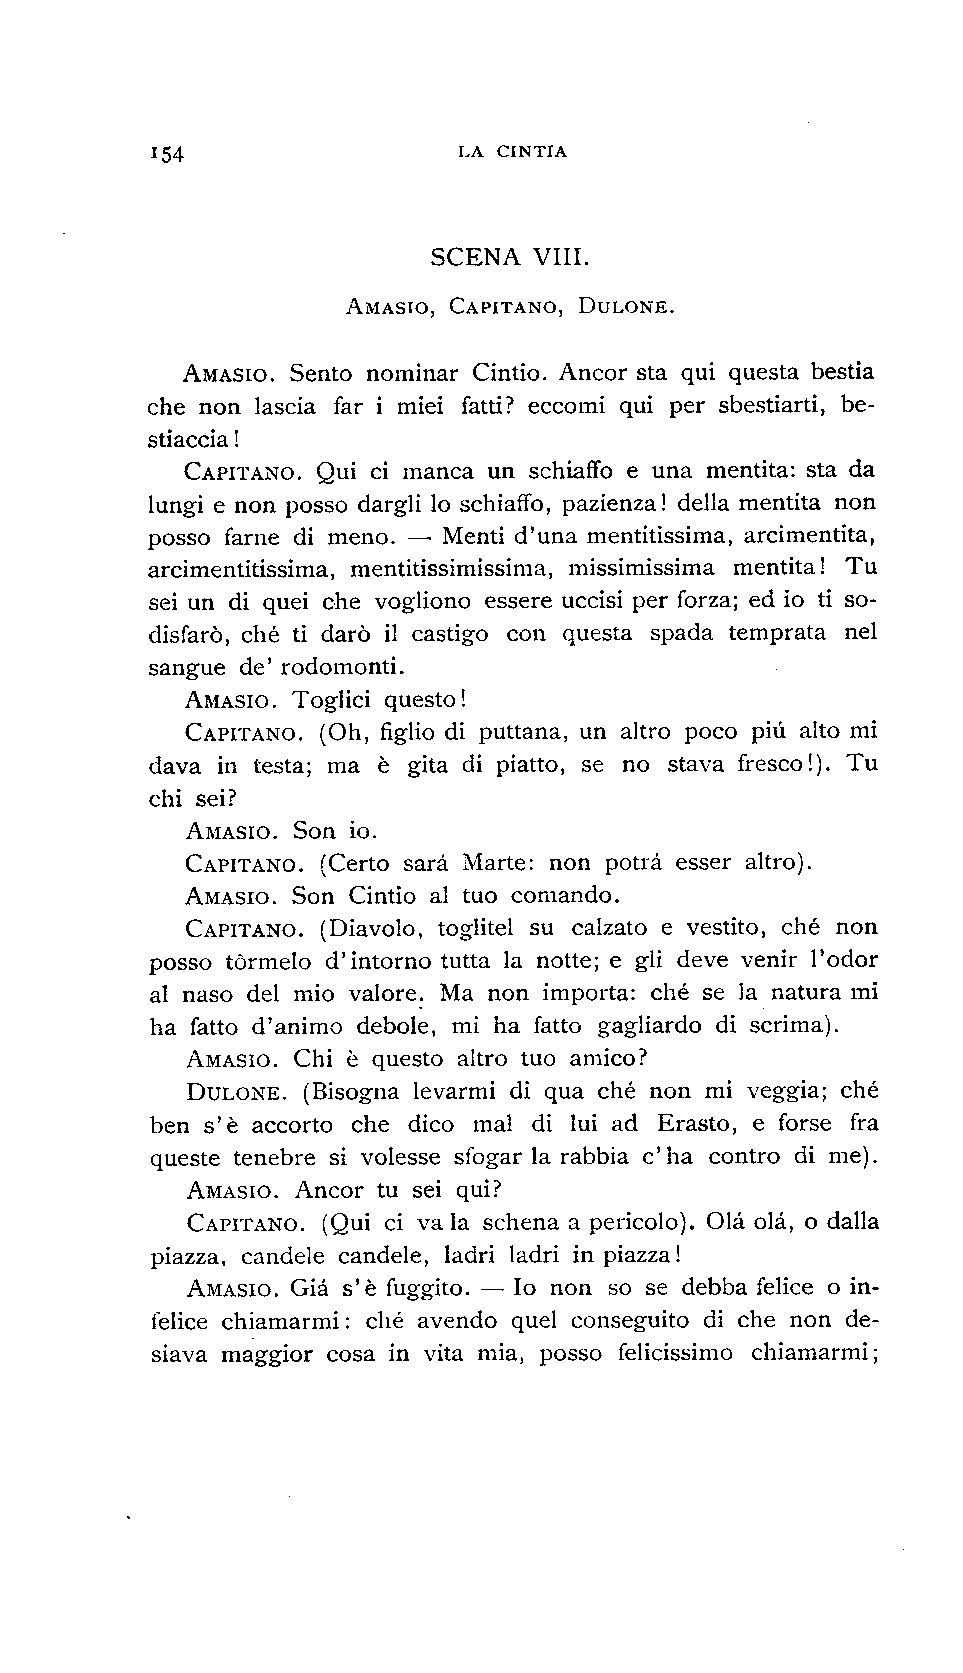 154 LA CINTIA
SCENA VIII.
AMASIO, CAPITANO, DULONE.
AMASIO. Sento nominar Cintio. Ancor sta qui questa bestia
che non lascia far i miei fatti? eccomi qui per sbestiarti, be-
stiaccia!
CAPITANO. Qui ci manca un schiaffo e una mentita: sta da
lungi e non posso dargli lo schiaffo, pazienza! della mentita non
posso farne di meno. — Menti d'una mentitissima, arcimentita,
arcimentitissima, mentitissimissima, missimissima mentita! Tu
sei un di quei che vogliono essere uccisi per forza; ed io ti so-
disfarò, ché ti darò il castigo con questa spada temprata nel
sangue de' rodomonti.
AMASIO. Toglici questo!
CAPITANO. (Oh, figlio di puttana, un altro poco piú alto mi
dava in testa; ma è gita di piatto, se no stava fresco!). Tu
chi sei?
AMASIO. Son io.
CAPITANO. (Certo sará Marte: non potrá esser altro).
AMASIO. Son Cintio al tuo comando.
CAPITANO. (Diavolo, toglitel su calzato e vestito, ché non
posso tôrmelo d'intorno tutta la notte; e gli deve venir l'odor
al naso del mio valore. Ma non importa: ché se la natura mi
ha fatto d'animo debole, mi ha fatto gagliardo di scrima).
AMASIO. Chi è questo altro tuo amico?
DULONE. (Bisogna levarmi di qua ché non mi veggia; ché
ben s'è accorto che dico mal di lui ad Erasto, e forse fra
queste tenebre si volesse sfogar la rabbia c'ha contro di me).
AMASIO. Ancor tu sei qui?
CAPITANO. (Qui ci va la schena a pericolo). Olá olá, o dalla
piazza, candele candele, ladri ladri in piazza!
AMASIO. Giá s'è fuggito. — Io non so se debba felice o in-
felice chiamarmi: ché avendo quel conseguito di che non de-
siava maggior cosa in vita mia, posso felicissimo chiamarmi;